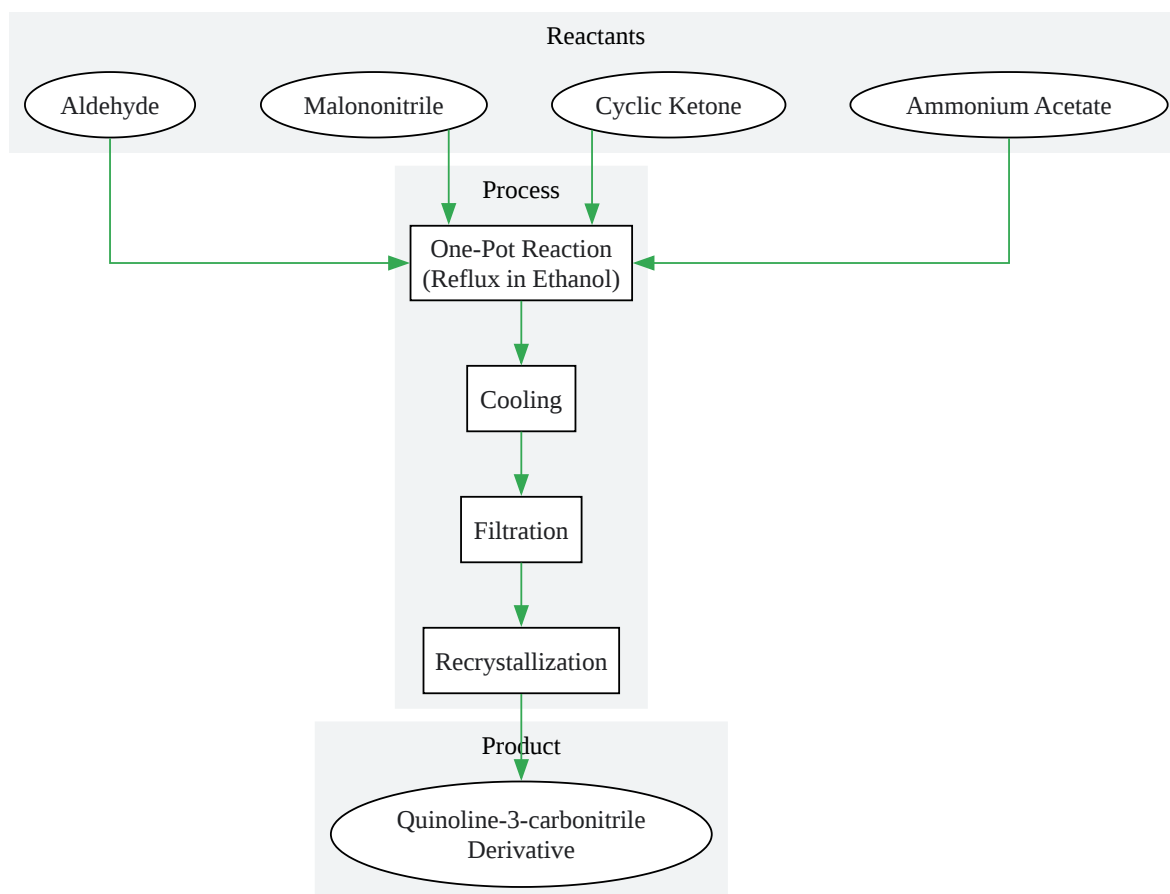 Reactants
Aldehyde
Malononitrile
Cyclic Ketone
Ammonium Acetate
Process
One-Pot Reaction
(Reflux in Ethanol)
Cooling
Filtration
Recrystallization
Product
Quinoline-3-carbonitrile
Derivative